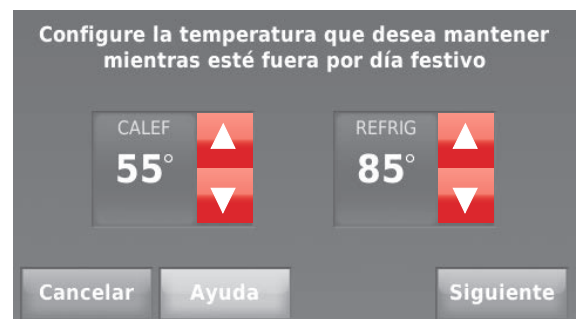 Configure la temperatura que desea mantener
mientras esté fuera por día festivo
CALEF
55°
REFRIG
85°
Cancelar
Ayuda
Siguiente